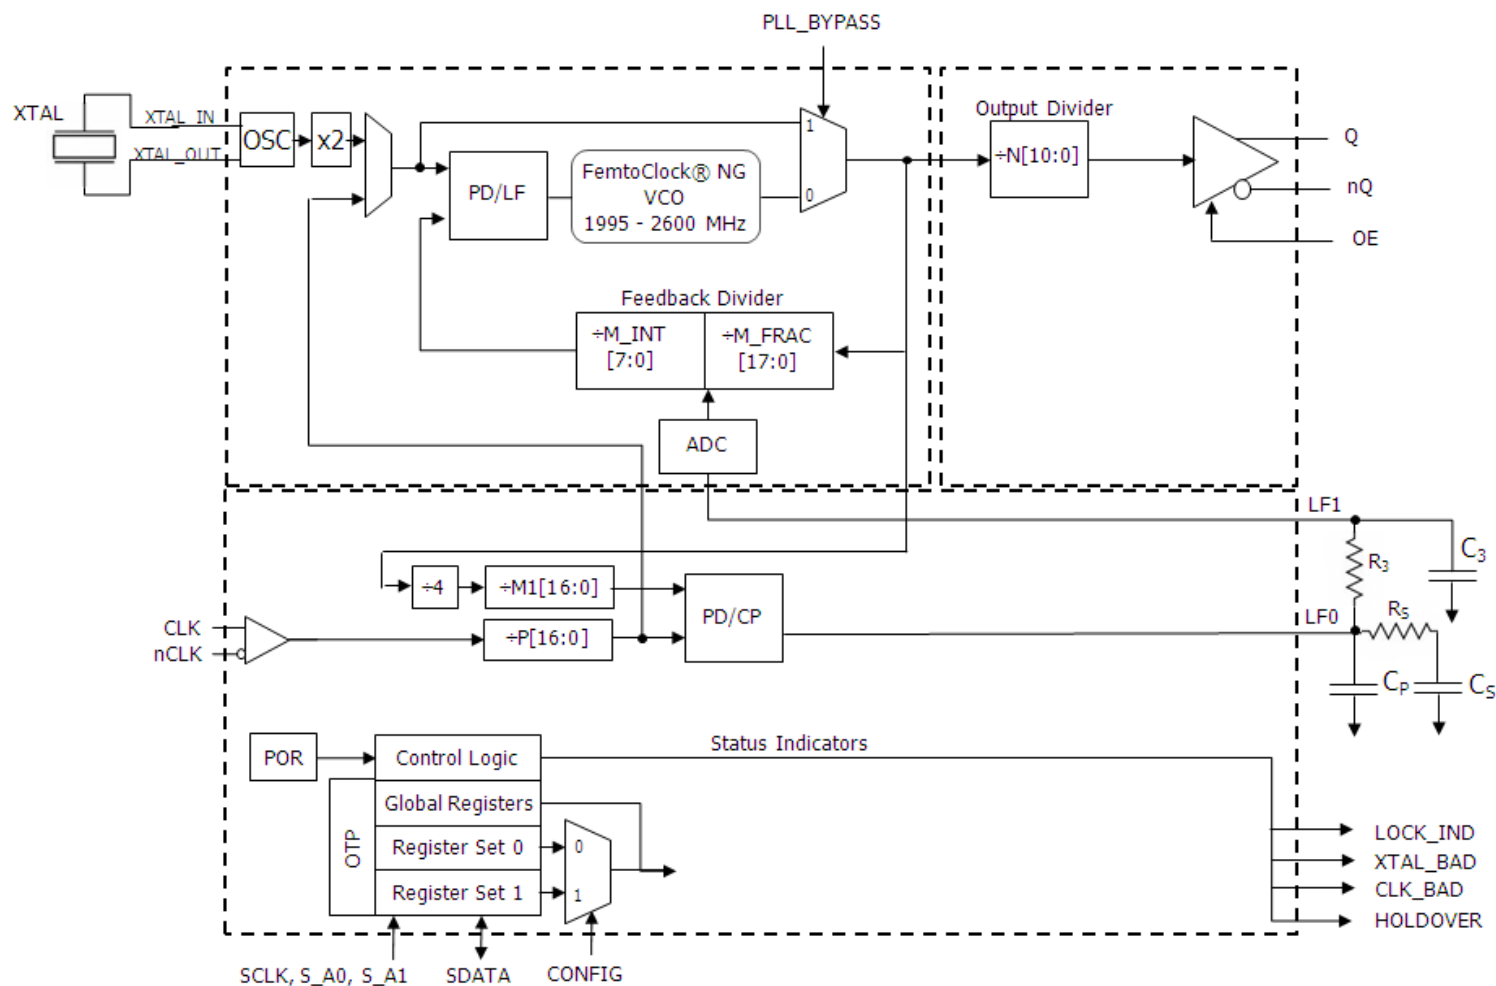 PLL_BYPASS
XTAL
XTAL_IN
XTAL_OUT
OSC
x2
PD/LF
FemtoClock® NG
VCO
1995 - 2600 MHz
1
0
Output Divider
÷N[10:0]
Q
nQ
OE
Feedback Divider
÷M_INT
[7:0]
÷M_FRAC
[17:0]
ADC
LF1
R3
C3
÷4
÷M1[16:0]
PD/CP
LF0
RS
CLK
nCLK
÷P[16:0]
CP
CS
POR
Control Logic
Status Indicators
Global Registers
OTP
Register Set 0
0
Register Set 1
1
LOCK_IND
XTAL_BAD
CLK_BAD
HOLDOVER
SCLK, S_A0, S_A1
SDATA
CONFIG